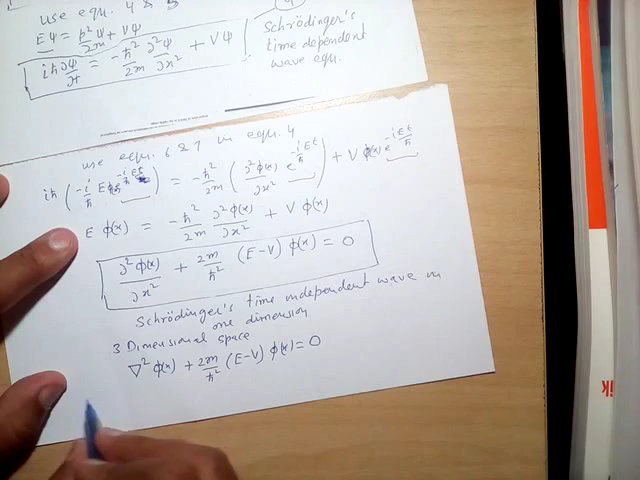 use eqn. 4 & 5
Eψ = p²ψ/2m + Vψ
iħ ∂ψ/∂t = -ħ²/2m ∂²ψ/∂x² + Vψ
4
Schrödinger's
time dependent
wave eqn.
use eqn. 6 & 7 in eqn. 4
iħ (-i/ħ E ϕ(x) e^(-iEt/ħ)) = -ħ²/2m (∂²ϕ(x)/∂x² e^(-iEt/ħ)) + V ϕ(x) e^(-iEt/ħ)
E ϕ(x) = -ħ²/2m ∂²ϕ(x)/∂x² + V ϕ(x)
∂²ϕ(x)/∂x² + 2m/ħ² (E-V) ϕ(x) = 0
Schrödinger's time independent wave in
one dimension
3 Dimensional space
∇² ϕ(x) + 2m/ħ² (E-V) ϕ(x) = 0